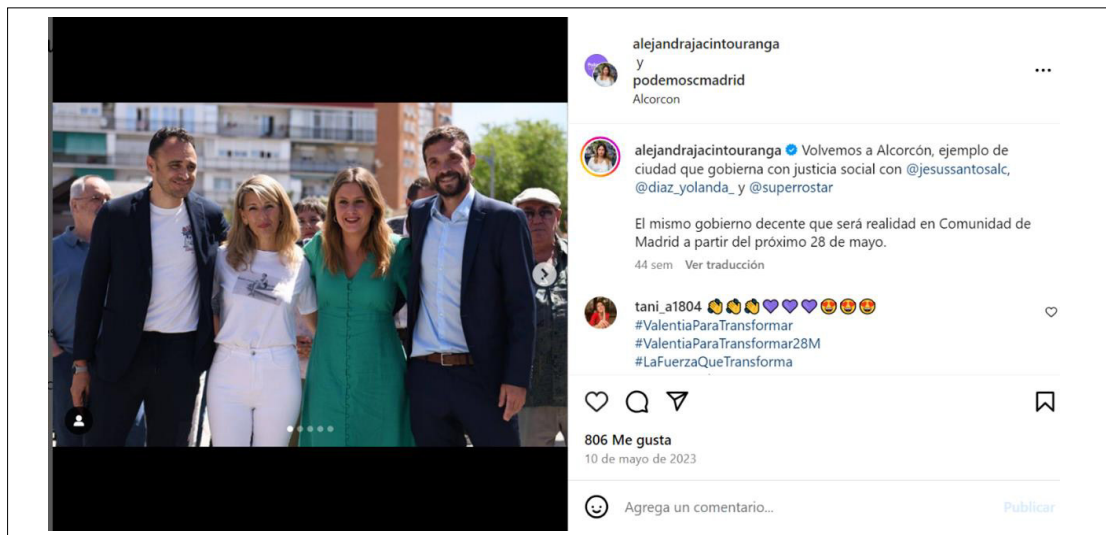 alejandrajacintouranga
y
podemoscmadrid
Alcorcon
alejandrajacintouranga Volvemos a Alcorcón, ejemplo de
ciudad que gobierna con justicia social con @jesussantosalc,
@diaz_yolanda_ y @superrostar
El mismo gobierno decente que será realidad en Comunidad de
Madrid a partir del próximo 28 de mayo.
44 sem Ver traducción
tani_a1804 👏👏👏💜💜💜😍😍😍
#ValentiaParaTransformar
#ValentiaParaTransformar28M
#LaFuerzaQueTransforma
806 Me gusta
10 de mayo de 2023
Agrega un comentario...
Publicar